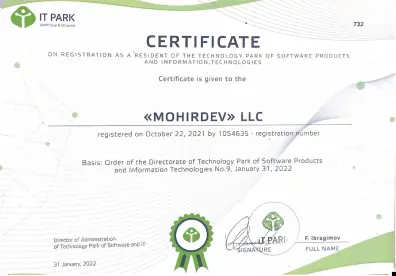 IT PARK
732
CERTIFICATE
ON REGISTRATION AS A RESIDENT OF THE TECHNOLOGY PARK OF SOFTWARE PRODUCTS
AND INFORMATION TECHNOLOGIES
Certificate is given to the
«MOHIRDEV» LLC
registered on October 22, 2021 by 1054635 - registration number
Basis: Order of the Directorate of Technology Park of Software Products
and Information Technologies No.9, January 31, 2022
Director of Administration
of Technology Park of Software and IT
IT PARK
F. Ibragimov
SIGNATURE
FULL NAME
31 January, 2022